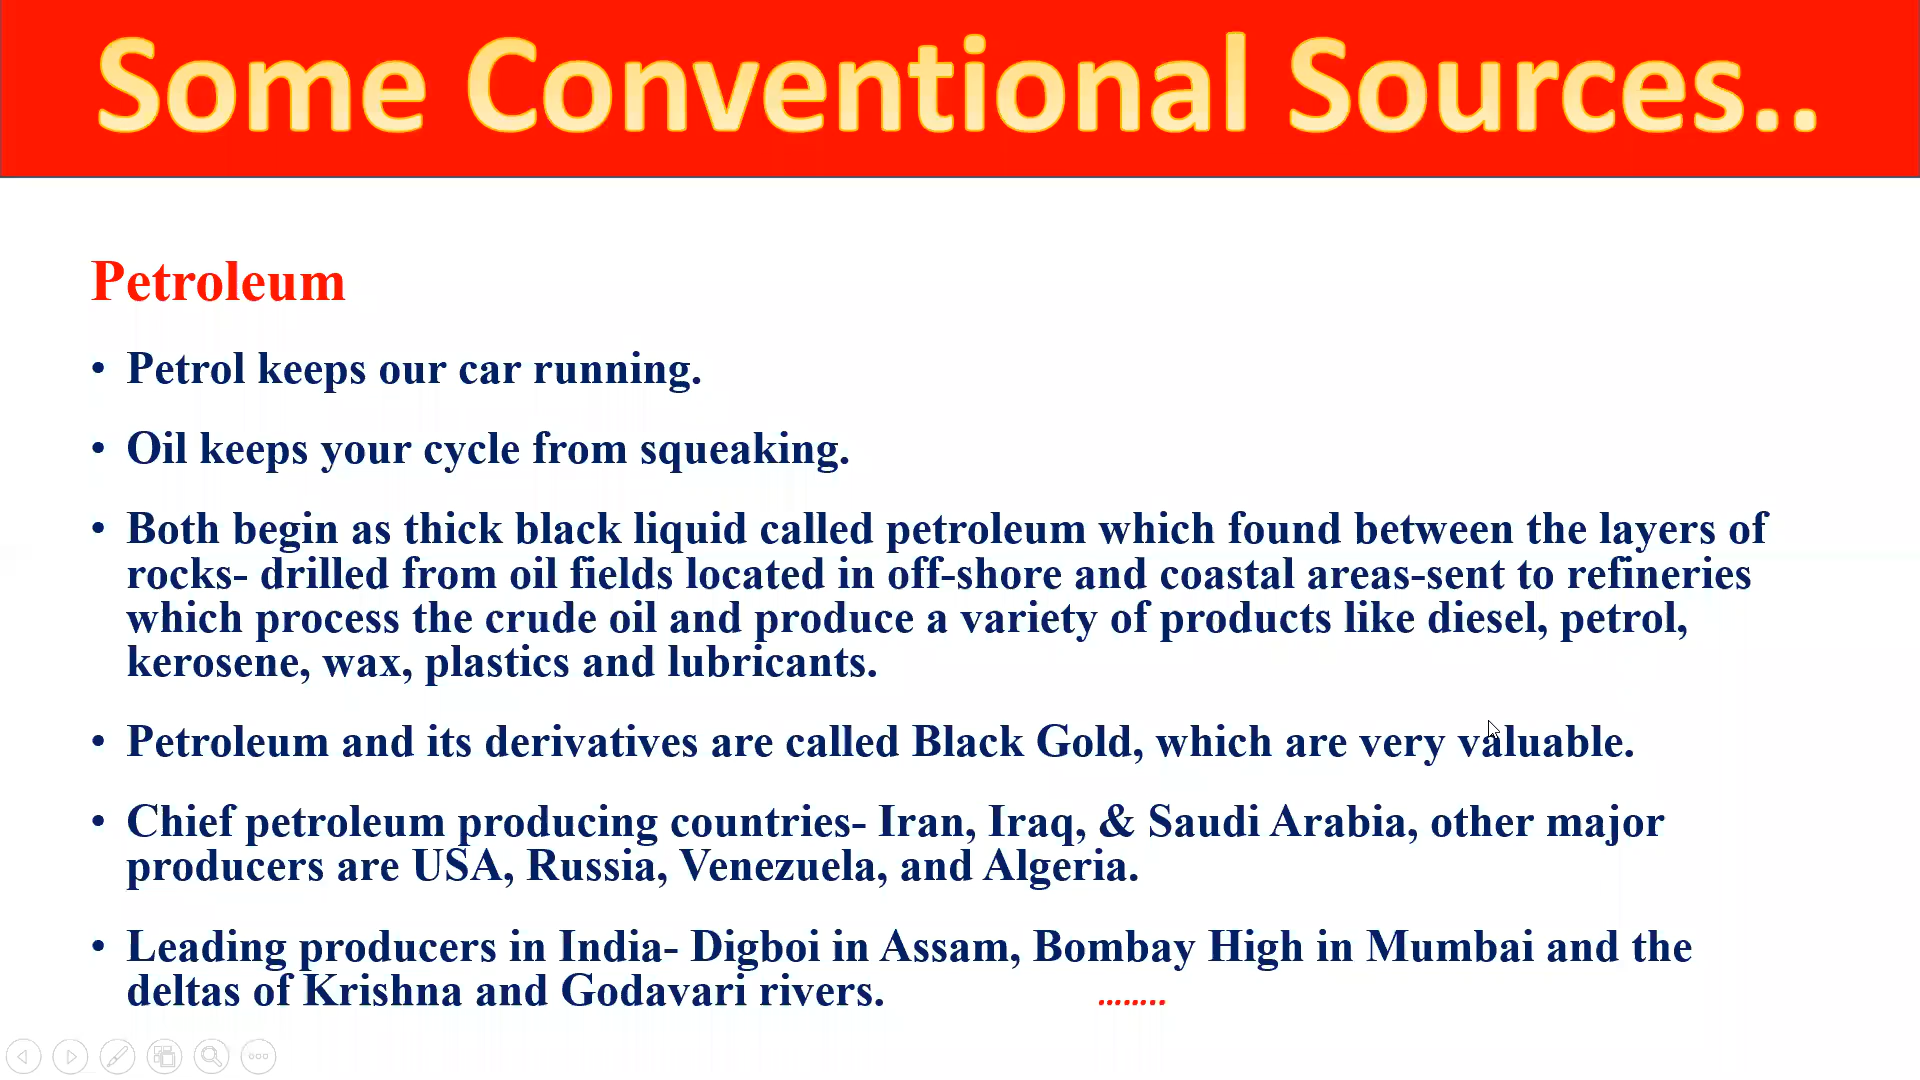 Some Conventional Sources..
Petroleum
• Petrol keeps our car running.
• Oil keeps your cycle from squeaking.
• Both begin as thick black liquid called petroleum which found between the layers of
rocks- drilled from oil fields located in off-shore and coastal areas-sent to refineries
which process the crude oil and produce a variety of products like diesel, petrol,
kerosene, wax, plastics and lubricants.
• Petroleum and its derivatives are called Black Gold, which are very valuable.
• Chief petroleum producing countries- Iran, Iraq, & Saudi Arabia, other major
producers are USA, Russia, Venezuela, and Algeria.
• Leading producers in India- Digboi in Assam, Bombay High in Mumbai and the
deltas of Krishna and Godavari rivers. ........